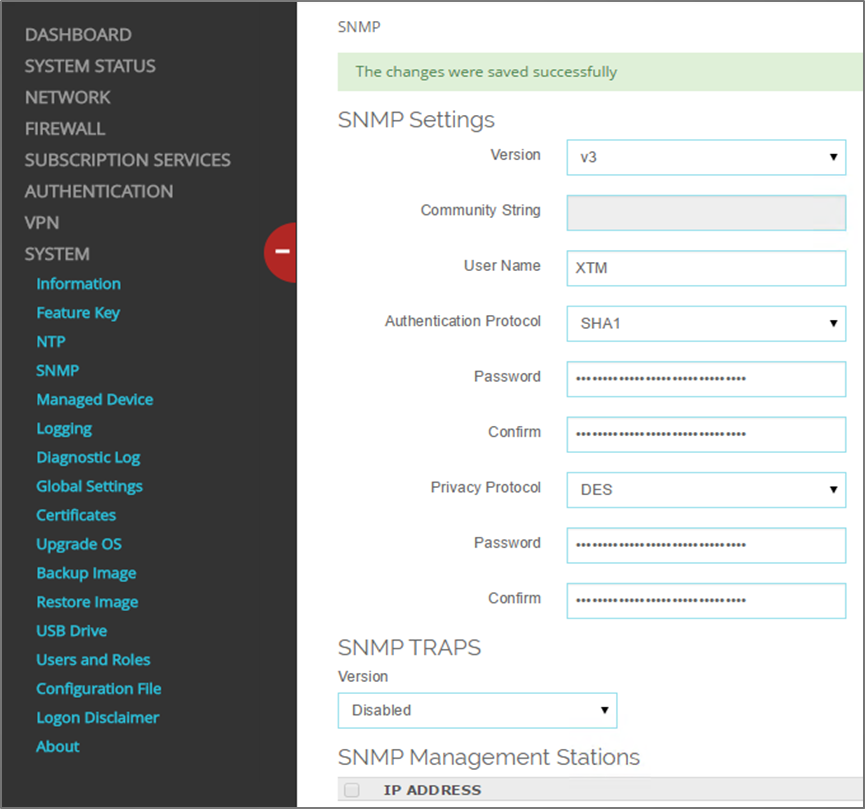 DASHBOARD
SYSTEM STATUS
NETWORK
FIREWALL
SUBSCRIPTION SERVICES
AUTHENTICATION
VPN
SYSTEM
Information
Feature Key
NTP
SNMP
Managed Device
Logging
Diagnostic Log
Global Settings
Certificates
Upgrade OS
Backup Image
Restore Image
USB Drive
Users and Roles
Configuration File
Logon Disclaimer
About
SNMP
The changes were saved successfully
SNMP Settings
Version v3
Community String
User Name XTM
Authentication Protocol SHA1
Password
Confirm
Privacy Protocol DES
Password
Confirm
SNMP TRAPS
Version
Disabled
SNMP Management Stations
IP ADDRESS